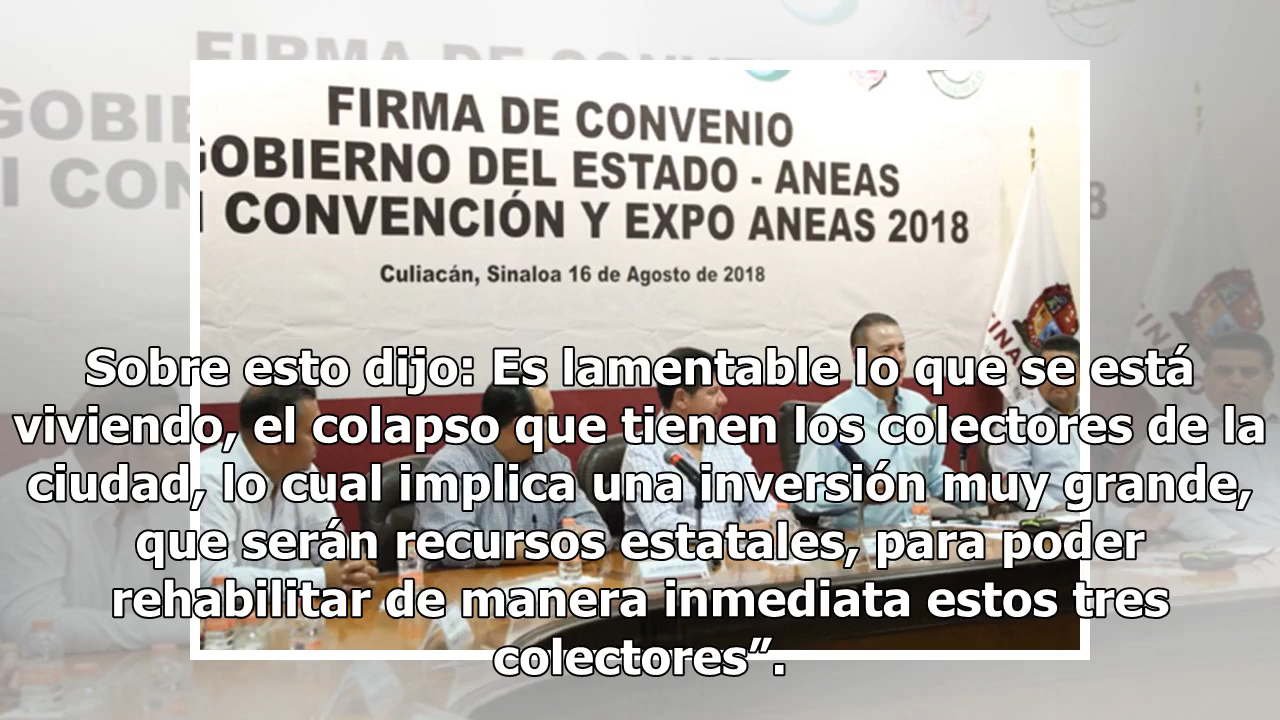 FIRMA DE CONVENIO
GOBIERNO DEL ESTADO - ANEAS
CONVENCIÓN Y EXPO ANEAS 2018
Culiacán, Sinaloa 16 de Agosto de 2018
Sobre esto dijo: Es lamentable lo que se está
viviendo, el colapso que tienen los colectores de la
ciudad, lo cual implica una inversión muy grande,
que serán recursos estatales, para poder
rehabilitar de manera inmediata estos tres
colectores”.